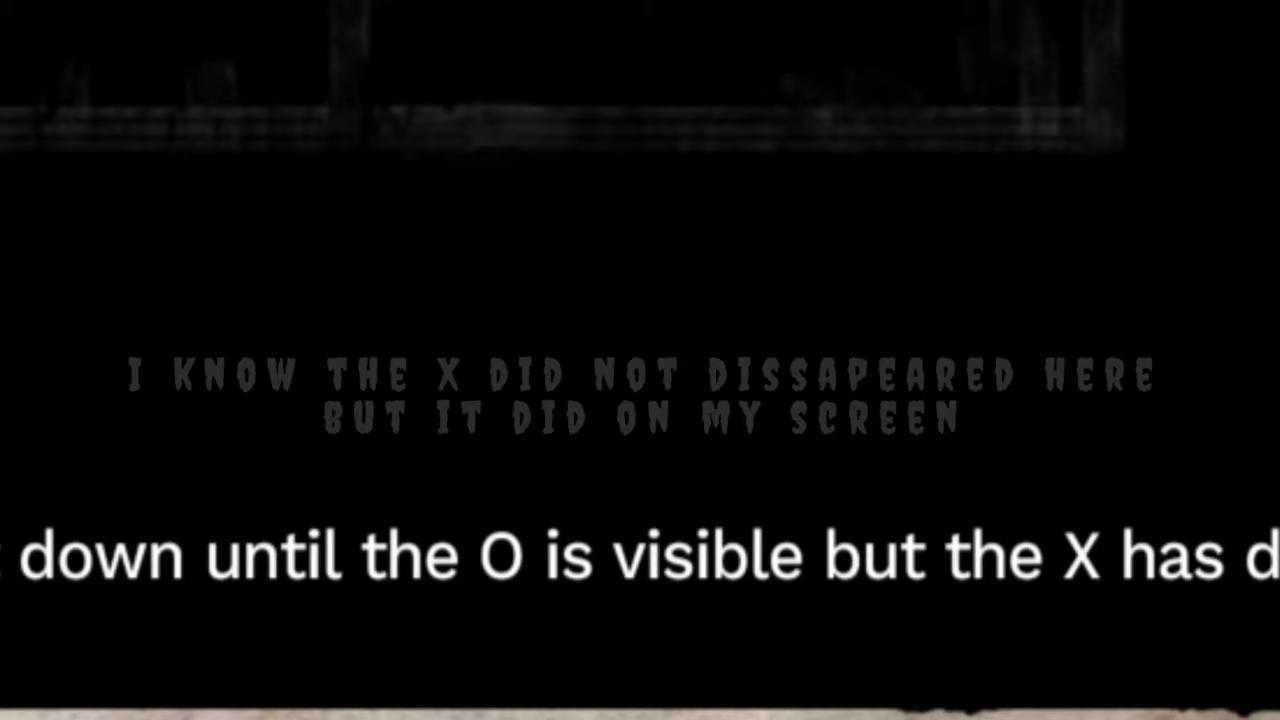 I KNOW THE X DID NOT DISSAPEARED HERE
BUT IT DID ON MY SCREEN
down until the O is visible but the X has d